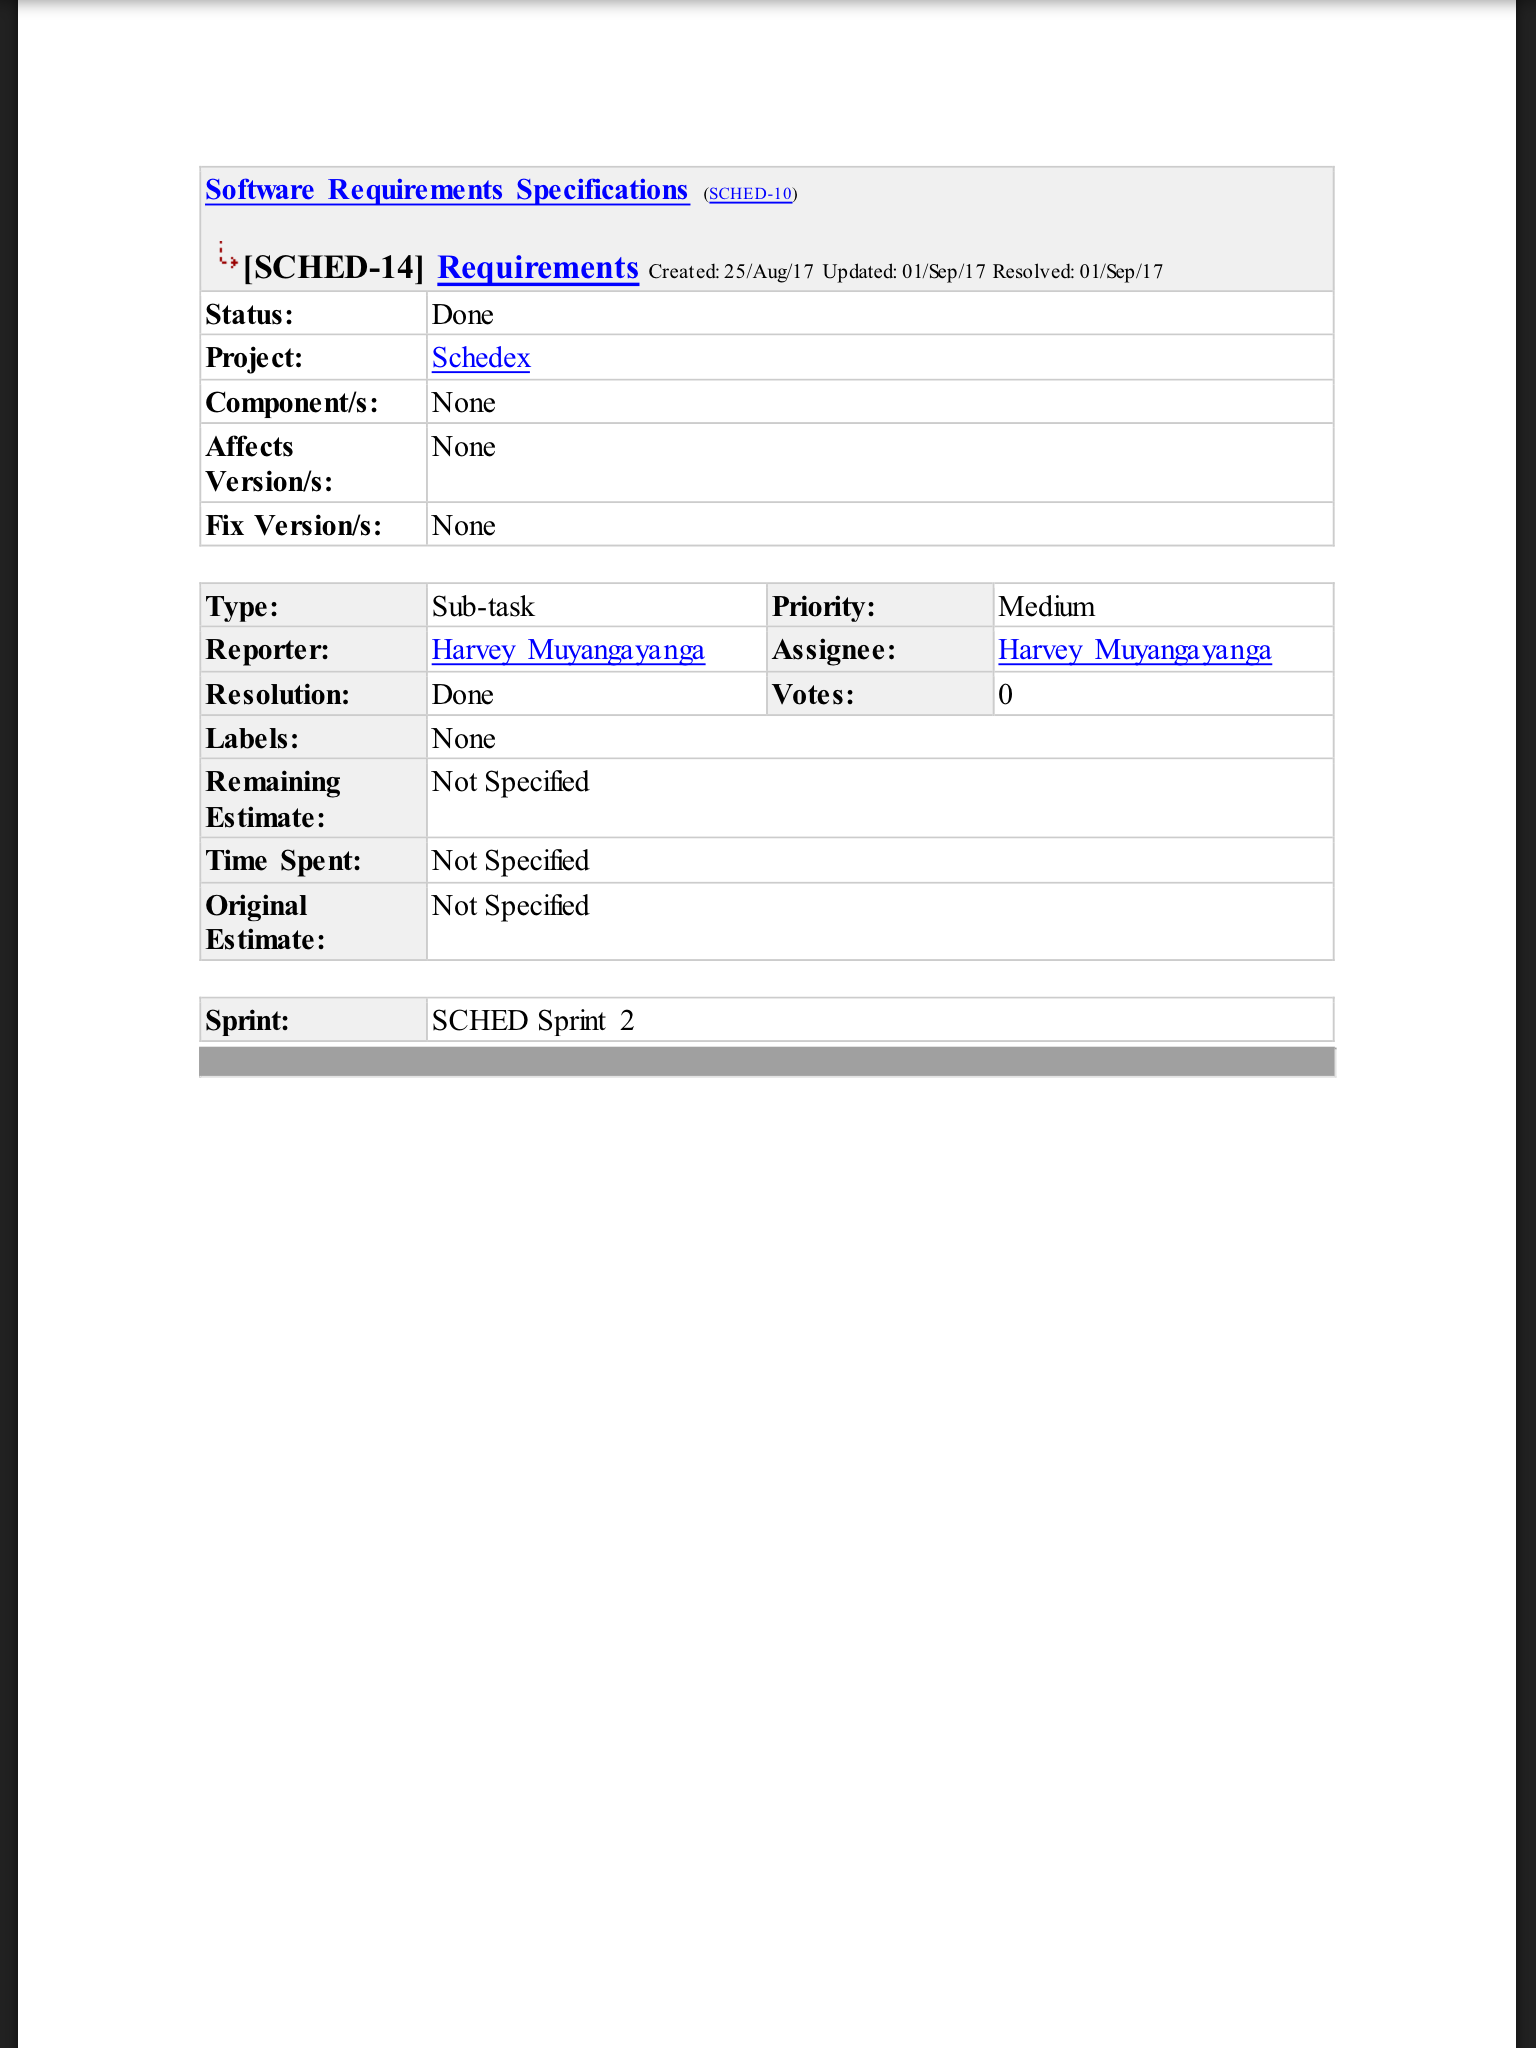 Software Requirements Specifications (SCHED-10)
[SCHED-14] Requirements Created: 25/Aug/17 Updated: 01/Sep/17 Resolved: 01/Sep/17
Status: Done
Project: Schedex
Component/s: None
Affects None
Version/s:
Fix Version/s: None
Type: Sub-task Priority: Medium
Reporter: Harvey Muyangayanga Assignee: Harvey Muyangayanga
Resolution: Done Votes: 0
Labels: None
Remaining Not Specified
Estimate:
Time Spent: Not Specified
Original Not Specified
Estimate:
Sprint: SCHED Sprint 2